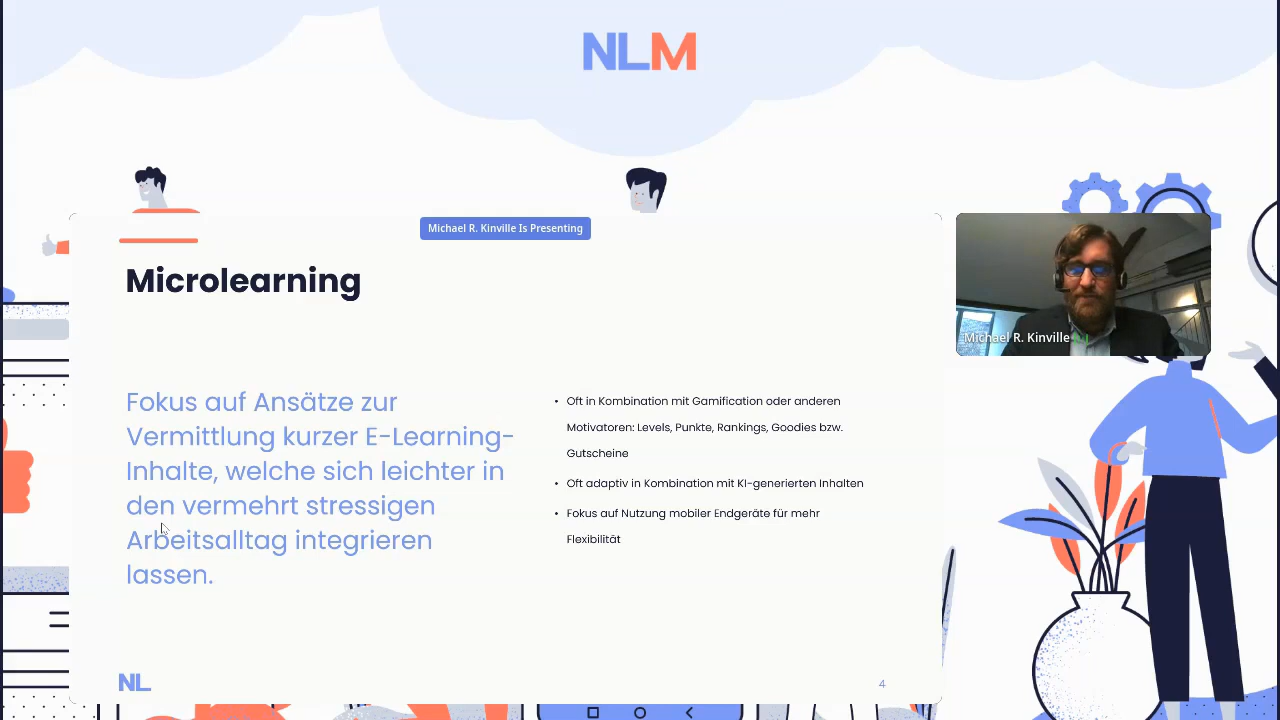 NLM
Michael R. Kinville Is Presenting
Microlearning
Michael R. Kinville
Fokus auf Ansätze zur
Vermittlung kurzer E-Learning-
Inhalte, welche sich leichter in
den vermehrt stressigen
Arbeitsalltag integrieren
lassen.
• Oft in Kombination mit Gamification oder anderen
Motivatoren: Levels, Punkte, Rankings, Goodies bzw.
Gutscheine
• Oft adaptiv in Kombination mit KI-generierten Inhalten
• Fokus auf Nutzung mobiler Endgeräte für mehr
Flexibilität
NL
4